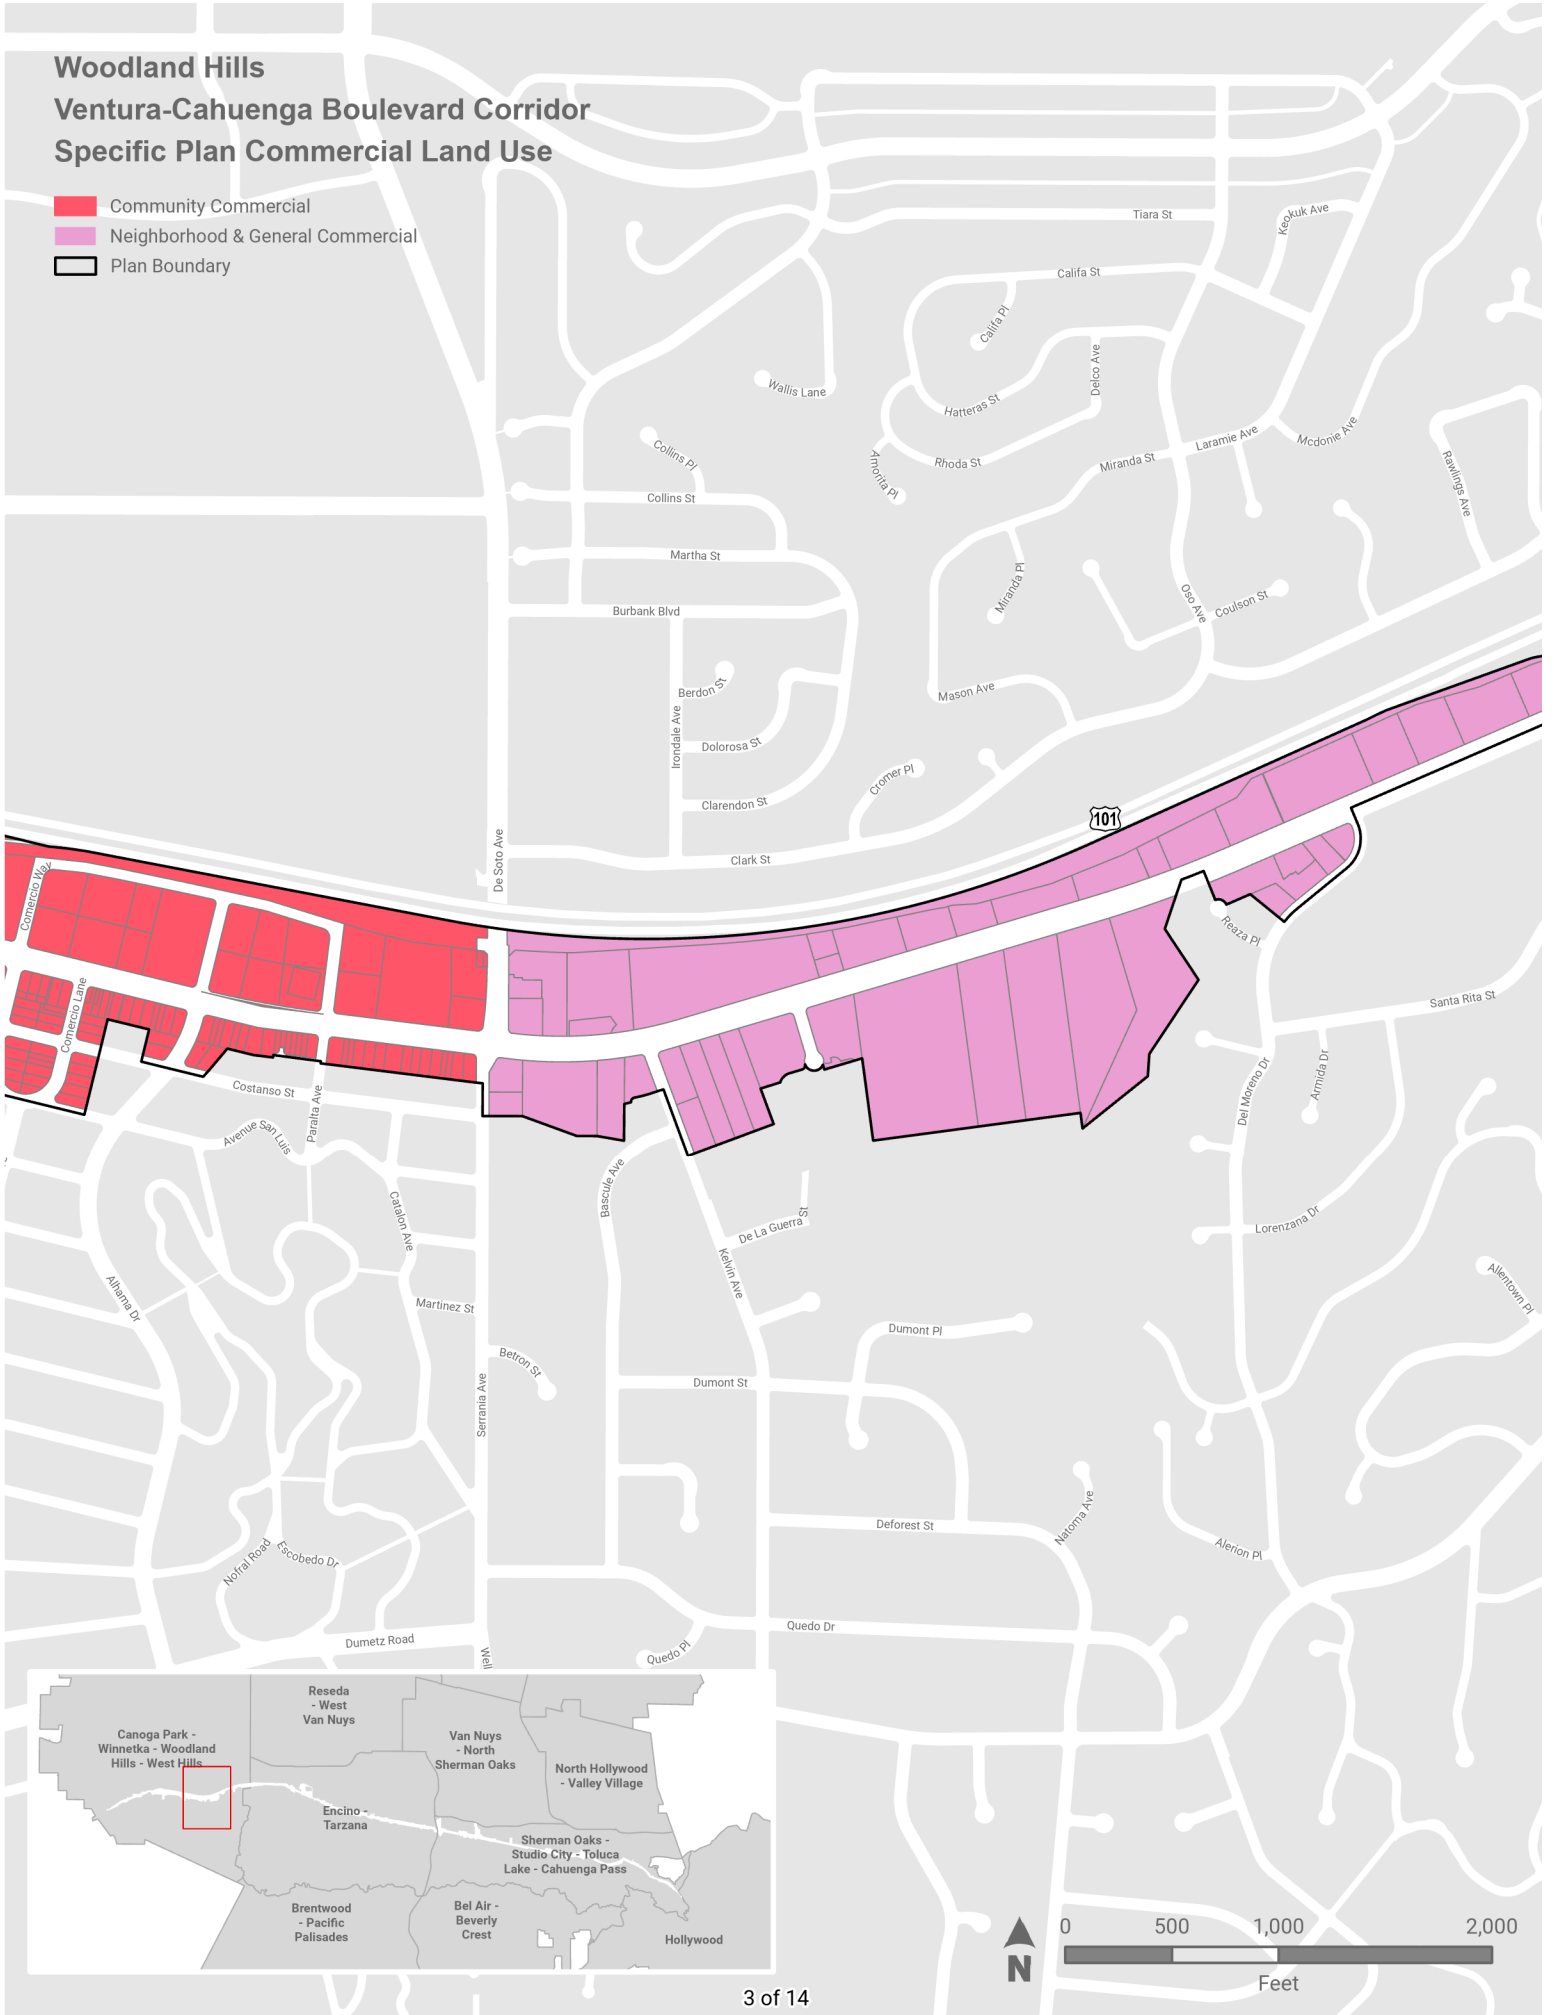 Woodland Hills
Ventura-Cahuenga Boulevard Corridor
Specific Plan Commercial Land Use
Community Commercial
Neighborhood & General Commercial
Plan Boundary
Tiara St
Keokuk Ave
Califa St
Califa Pl
Delco Ave
Wallis Lane
Hatteras St
Laramie Ave
Mcdonie Ave
Collins Pl
Amorita Pl
Rhoda St
Miranda St
Rawlings Ave
Collins St
Martha St
Miranda Pl
Oso Ave
Coulson St
Burbank Blvd
Berdon St
Mason Ave
Irondale Ave
Dolorosa St
Cromer Pl
Clarendon St
101
De Soto Ave
Clark St
Comercio Way
Reaza Pl
Comercio Lane
Santa Rita St
Costanso St
Paralta Ave
Del Moreno Dr
Armida Dr
Avenue San Luis
Bascule Ave
Catalon Ave
De La Guerra St
Lorenzana Dr
Kelvin Ave
Allentown Pl
Alhama Dr
Martinez St
Dumont Pl
Betron St
Dumont St
Serrania Ave
Natoma Ave
Deforest St
Alerion Pl
Nofral Road
Escobedo Dr
Quedo Dr
Dumetz Road
Quedo Pl
Well
Reseda
- West
Van Nuys
Canoga Park -
Winnetka - Woodland
Hills - West Hills
Van Nuys
- North
Sherman Oaks
North Hollywood
- Valley Village
Encino -
Tarzana
Sherman Oaks -
Studio City - Toluca
Lake - Cahuenga Pass
Brentwood
- Pacific
Palisades
Bel Air -
Beverly
Crest
Hollywood
N
0 500 1,000 2,000
Feet
3 of 14